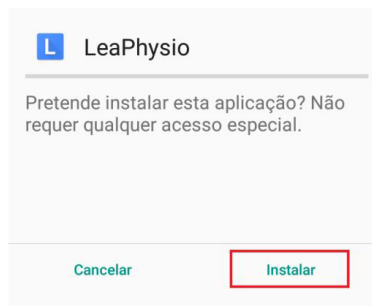 L LeaPhysio
Pretende instalar esta aplicação? Não
requer qualquer acesso especial.
Cancelar Instalar